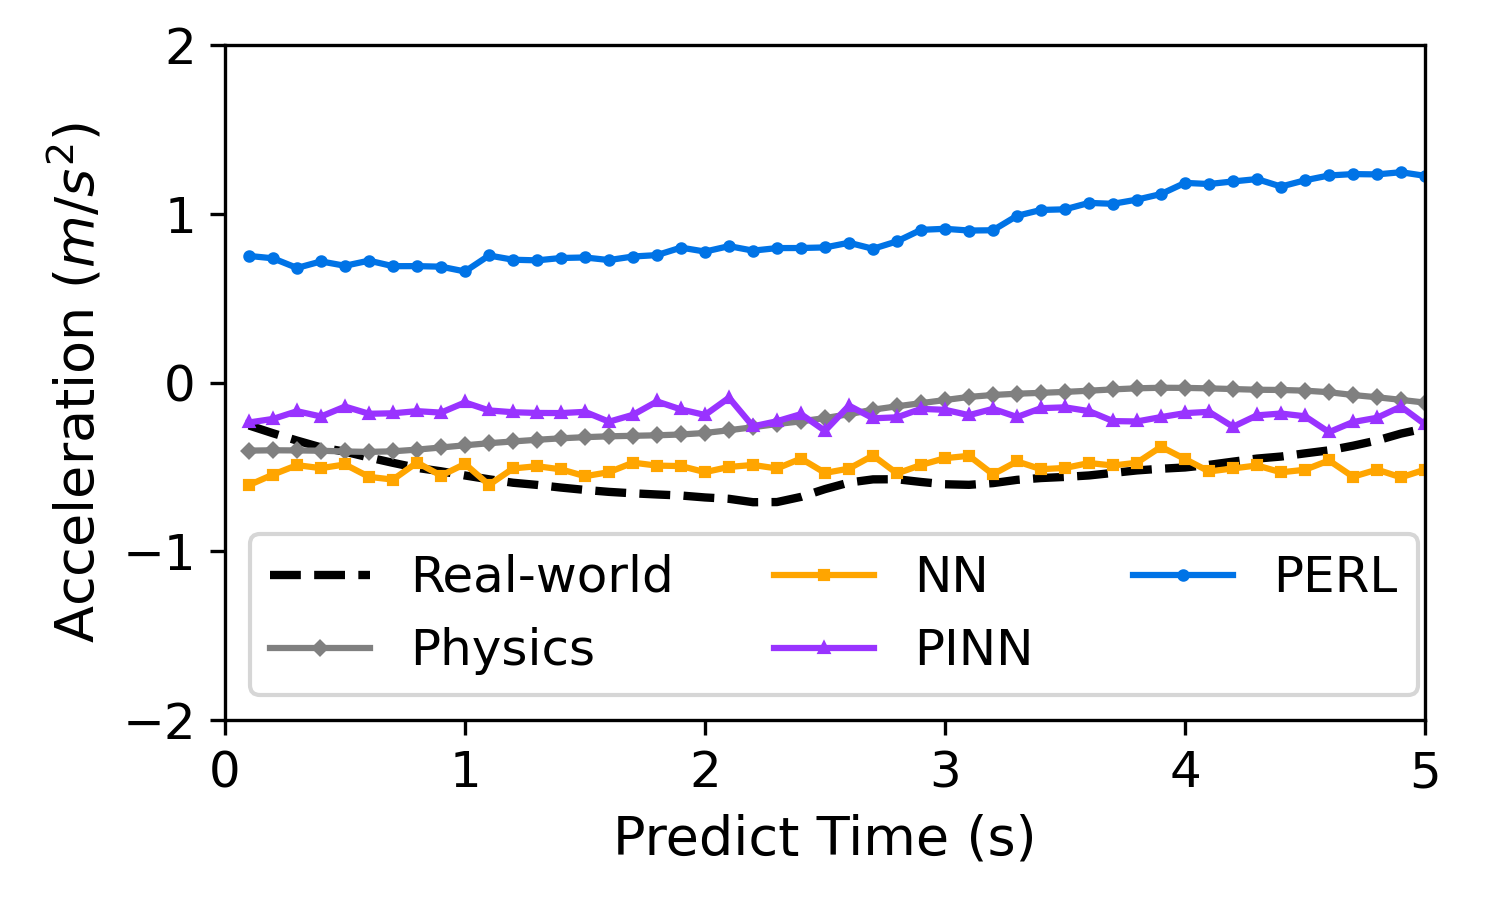 2
1
0
−1
−2
Acceleration (m/s²)
Real-world
Physics
NN
PINN
PERL
0 1 2 3 4 5
Predict Time (s)